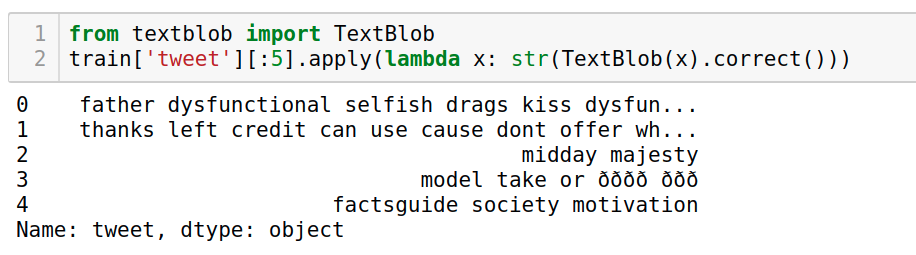 1 from textblob import TextBlob
2 train['tweet'][:5].apply(lambda x: str(TextBlob(x).correct()))
0 father dysfunctional selfish drags kiss dysfun...
1 thanks left credit can use cause dont offer wh...
2 midday majesty
3 model take or ðððð ððð
4 factsguide society motivation
Name: tweet, dtype: object